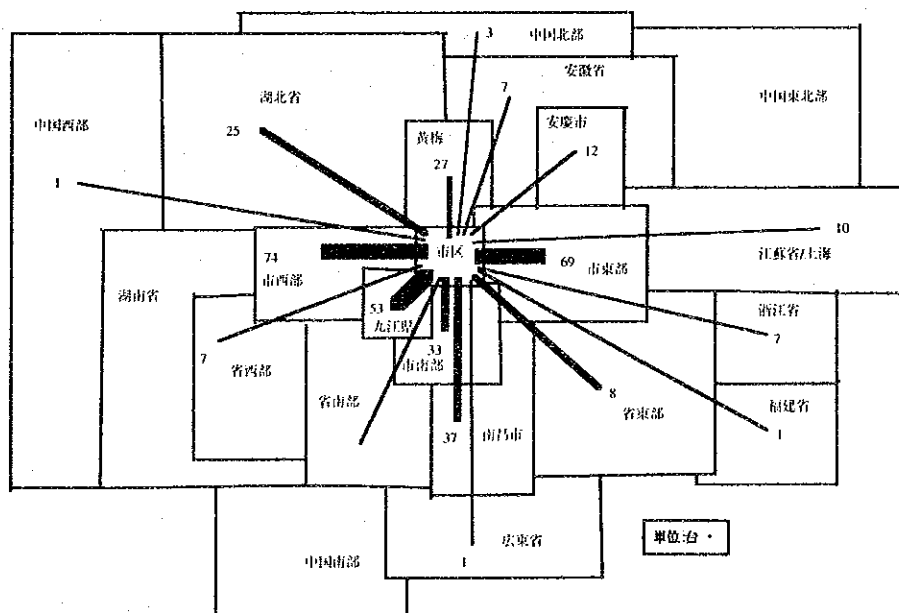 3
中国北部
安徽省
湖北省
7
中国東北部
中国西部
安慶市
25
黄梅
12
27
1
10
市区
74
69
江蘇省/上海
市西部
市東部
湖南省
53
浙江省
九江県
33
7
7
市南部
省西部
8
省南部
省東部
福建省
37
南昌市
1
広東省
単位:台
中国南部
1